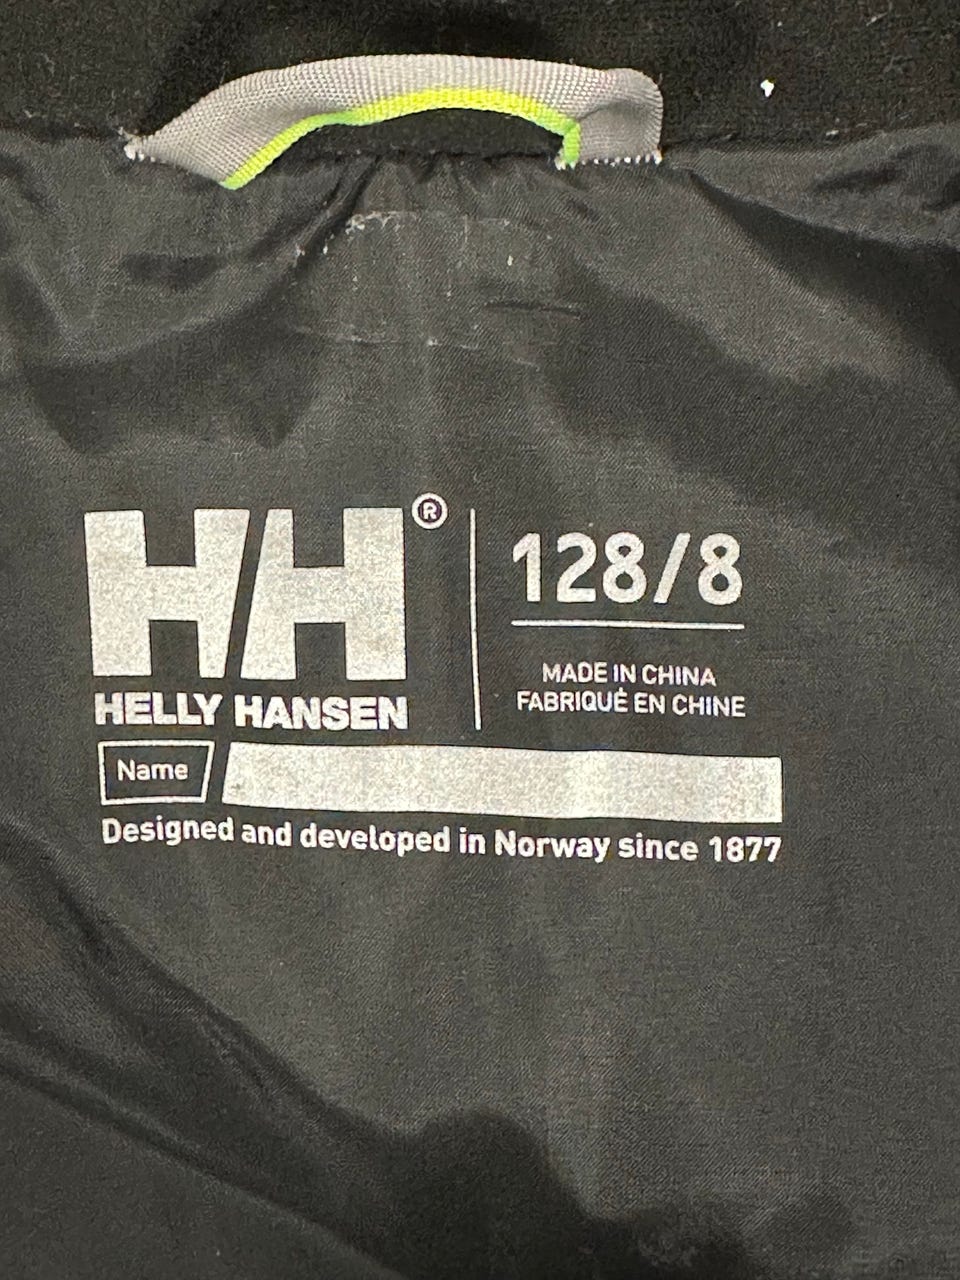 HH®
HELLY HANSEN
128/8
MADE IN CHINA
FABRIQUÉ EN CHINE
Name
Designed and developed in Norway since 1877